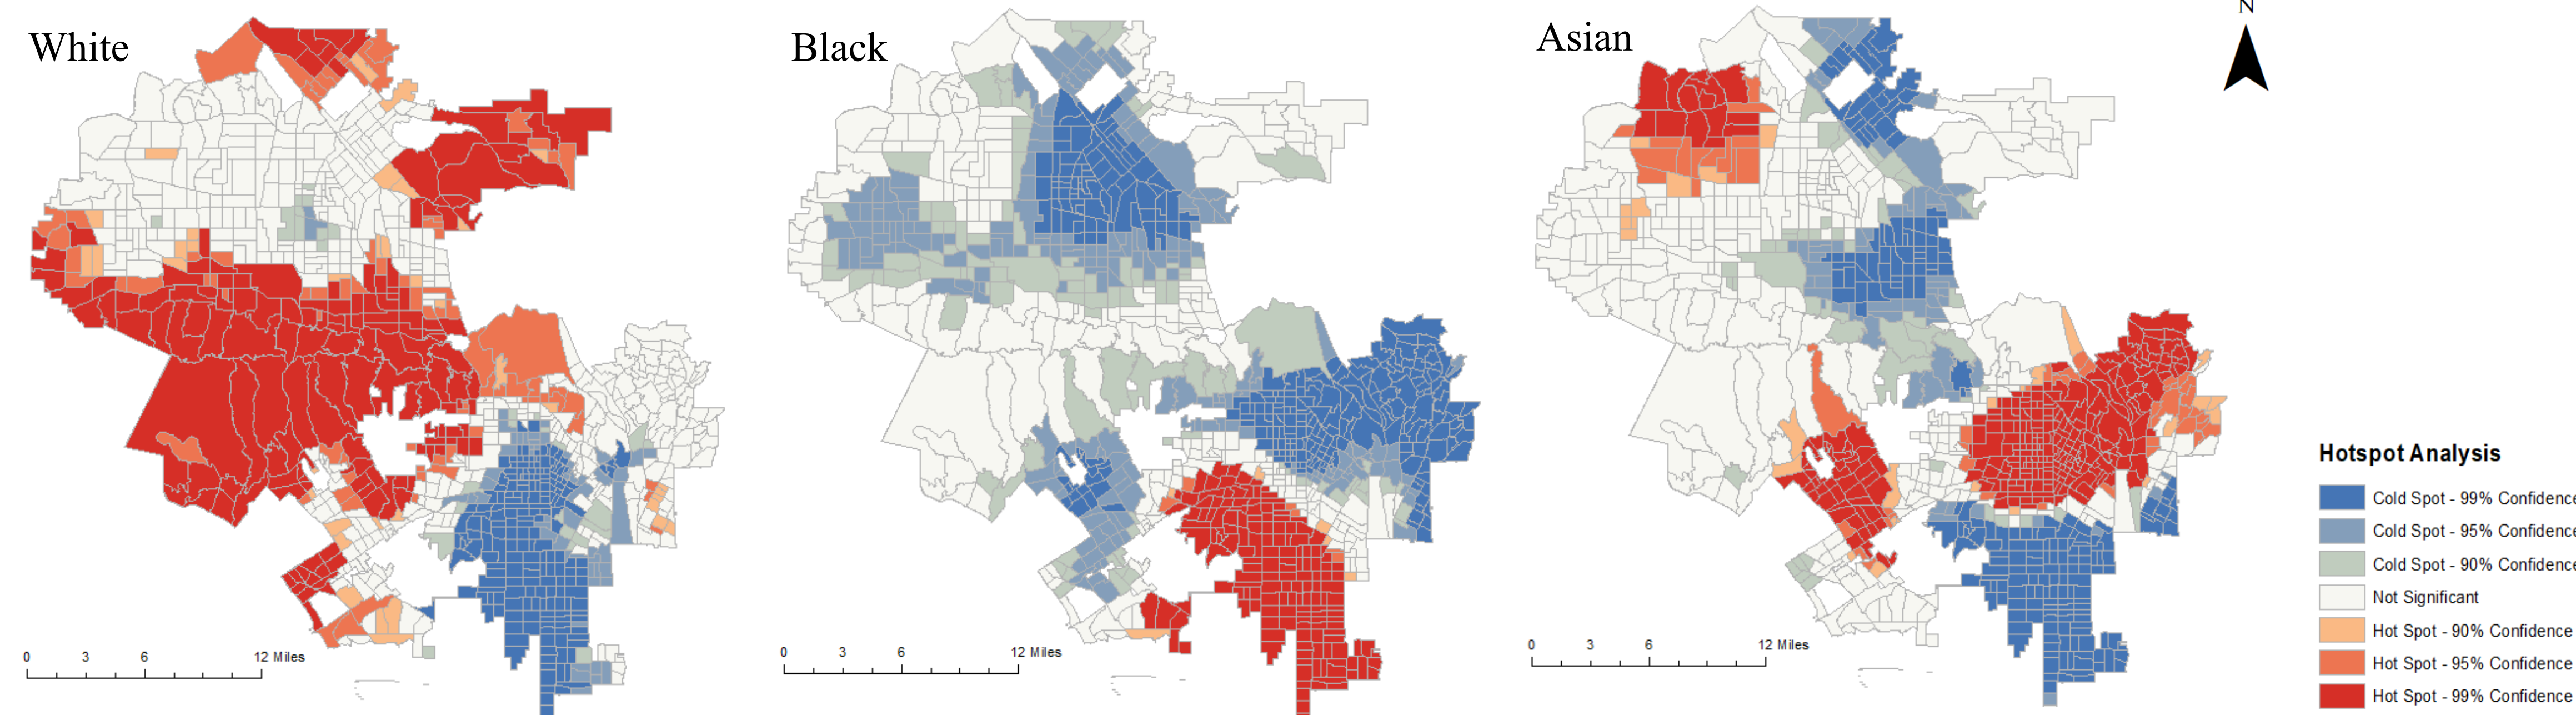 White
Black
Asian
N
Hotspot Analysis
Cold Spot - 99% Confidence
Cold Spot - 95% Confidence
Cold Spot - 90% Confidence
Not Significant
Hot Spot - 90% Confidence
Hot Spot - 95% Confidence
Hot Spot - 99% Confidence
0 3 6 12 Miles
0 3 6 12 Miles
0 3 6 12 Miles